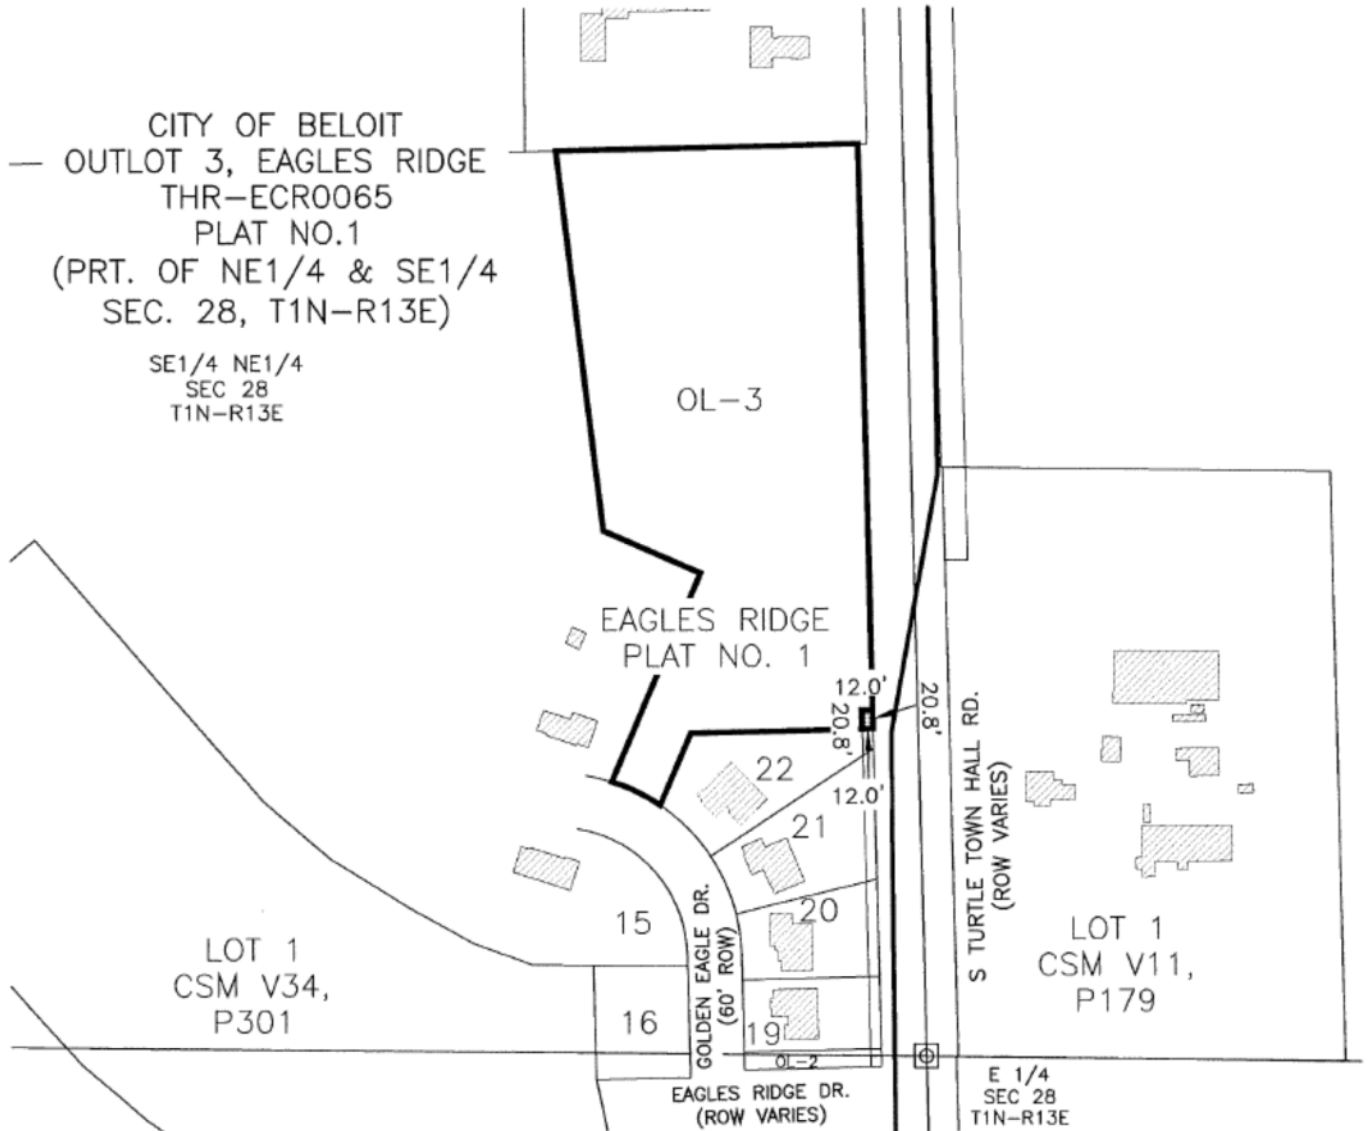 CITY OF BELOIT
OUTLOT 3, EAGLES RIDGE
THR-ECR0065
PLAT NO.1
(PRT. OF NE1/4 & SE1/4
SEC. 28, T1N-R13E)
SE1/4 NE1/4
SEC 28
T1N-R13E
OL-3
EAGLES RIDGE
PLAT NO. 1
12.0'
20.8'
20.8'
12.0'
22
21
20
19
15
16
OL-2
GOLDEN EAGLE DR.
(60' ROW)
S TURTLE TOWN HALL RD.
(ROW VARIES)
LOT 1
CSM V34,
P301
LOT 1
CSM V11,
P179
EAGLES RIDGE DR.
(ROW VARIES)
E 1/4
SEC 28
T1N-R13E